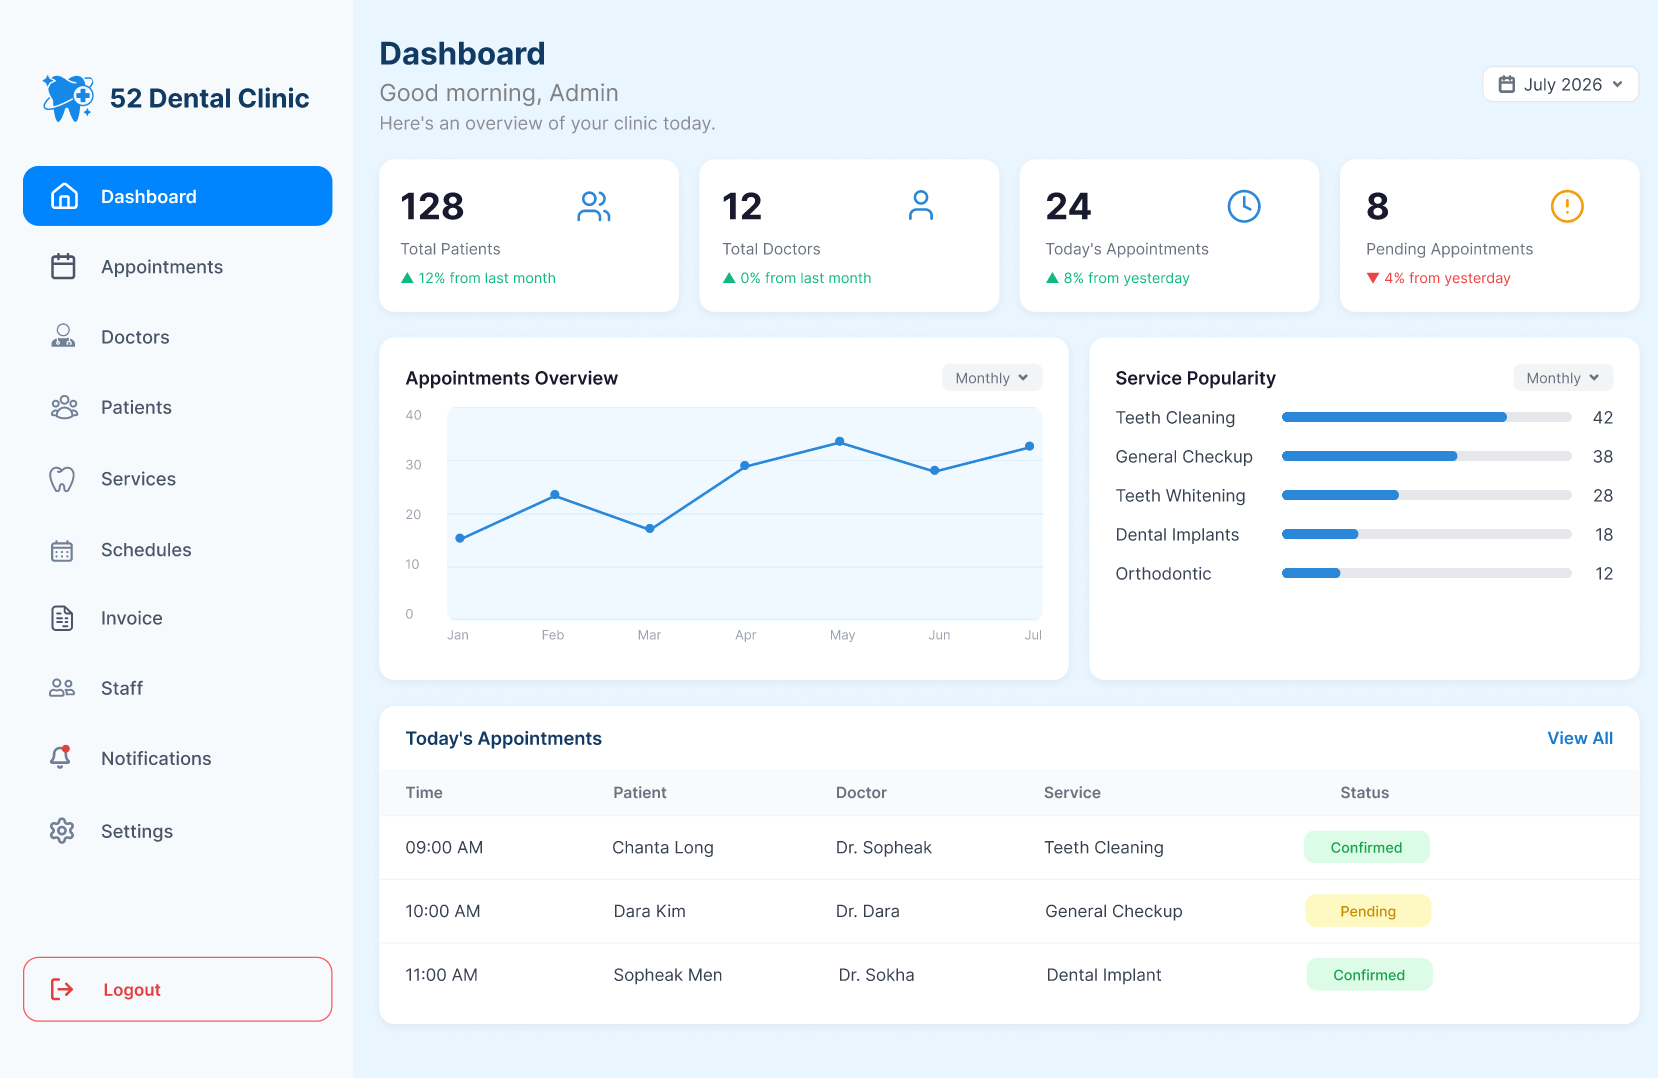 52 Dental Clinic
Dashboard
Appointments
Doctors
Patients
Services
Schedules
Invoice
Staff
Notifications
Settings
Logout
Dashboard
Good morning, Admin
Here's an overview of your clinic today.
July 2026
128
Total Patients
▲ 12% from last month
12
Total Doctors
▲ 0% from last month
24
Today's Appointments
▲ 8% from yesterday
8
Pending Appointments
▼ 4% from yesterday
Appointments Overview
Monthly
40
30
20
10
0
Jan Feb Mar Apr May Jun Jul
Service Popularity
Monthly
Teeth Cleaning 42
General Checkup 38
Teeth Whitening 28
Dental Implants 18
Orthodontic 12
Today's Appointments
View All
Time Patient Doctor Service Status
09:00 AM Chanta Long Dr. Sopheak Teeth Cleaning Confirmed
10:00 AM Dara Kim Dr. Dara General Checkup Pending
11:00 AM Sopheak Men Dr. Sokha Dental Implant Confirmed